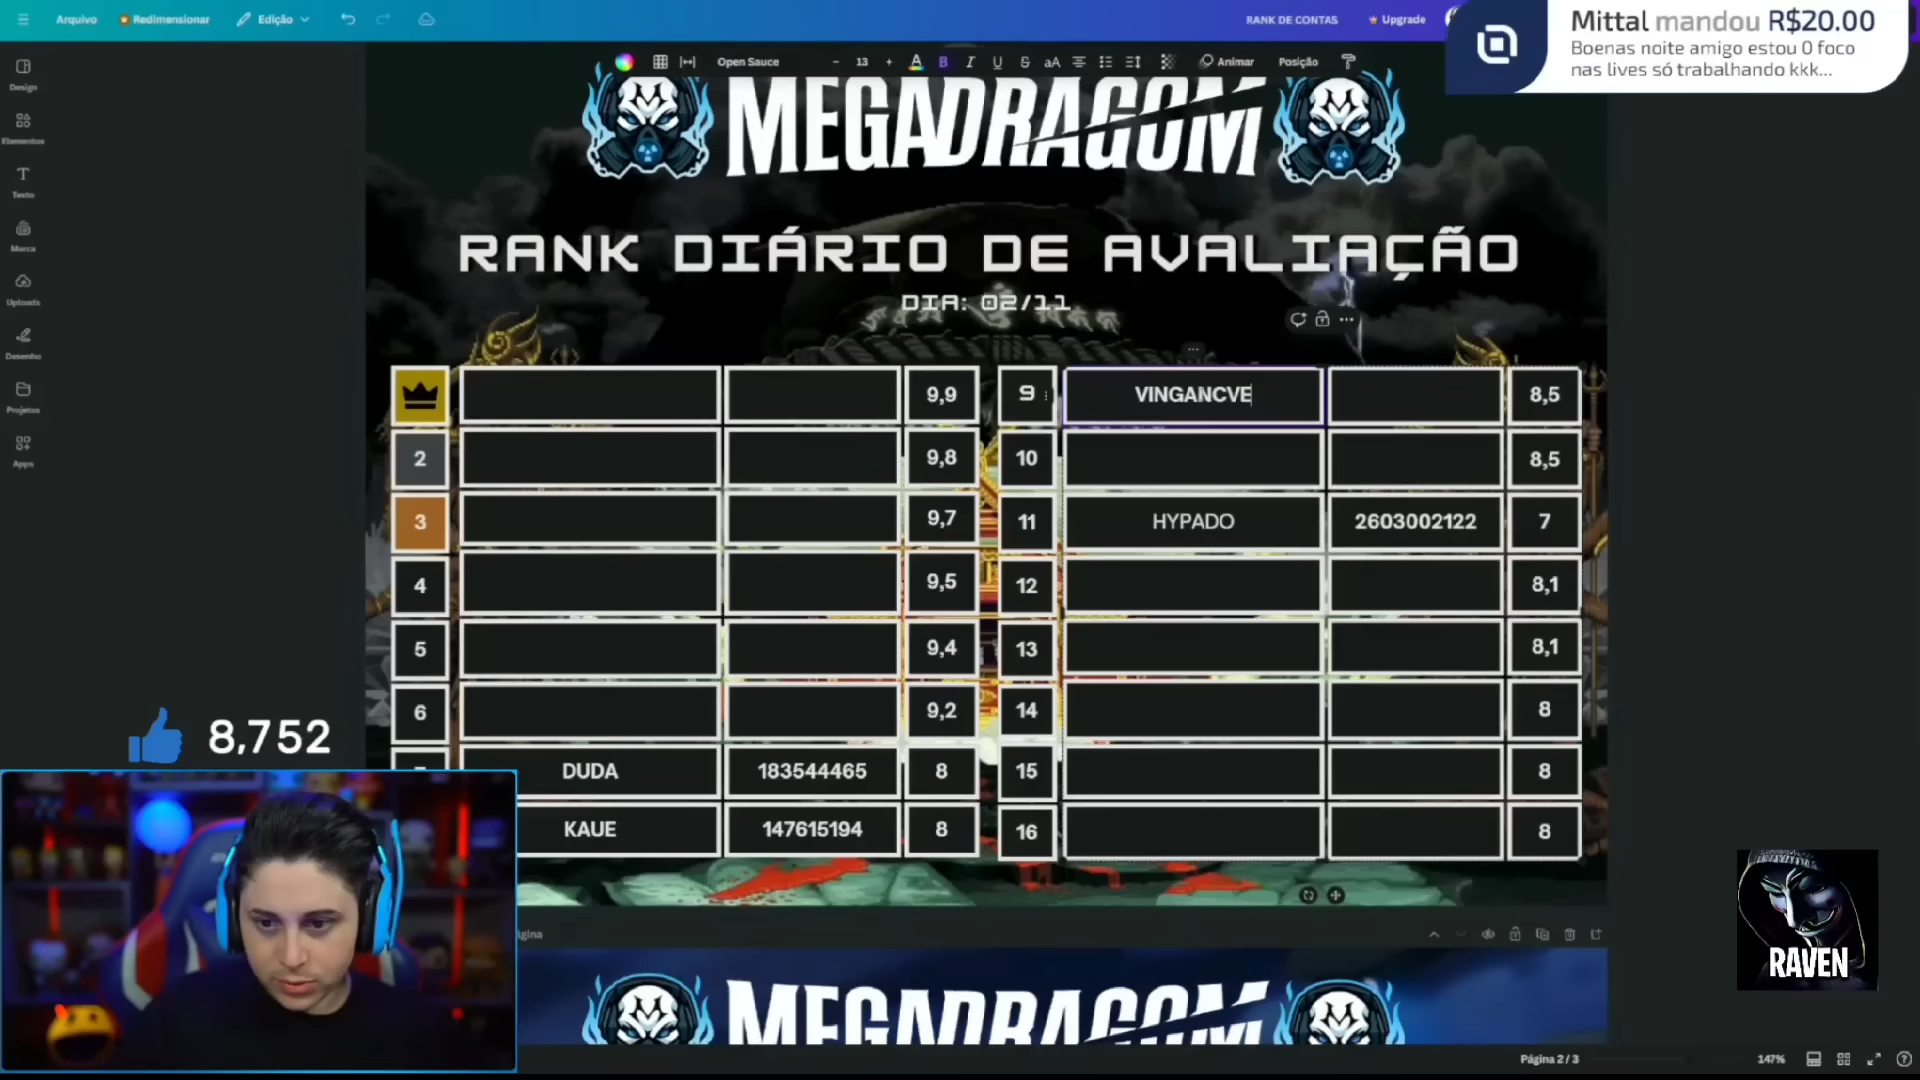 Arquivo
Redimensionar
Edição
RANK DE CONTAS
Upgrade
Mittal mandou R$20.00
Boenas noite amigo estou 0 foco
nas lives só trabalhando kkk...
Open Sauce
13
B
I
U
S
aA
Animar
Posição
Design
Elementos
Texto
Marca
Uploads
Desenho
Projetos
Apps
MEGADRAGOM
RANK DIÁRIO DE AVALIAÇÃO
DIA: 02/11
9,9
2 9,8
3 9,7
4 9,5
5 9,4
6 9,2
DUDA 183544465 8
KAUE 147615194 8
9 VINGANCVE 8,5
10 8,5
11 HYPADO 2603002122 7
12 8,1
13 8,1
14 8
15 8
16 8
8,752
RAVEN
MEGADRAGOM
Página 2 / 3
147%